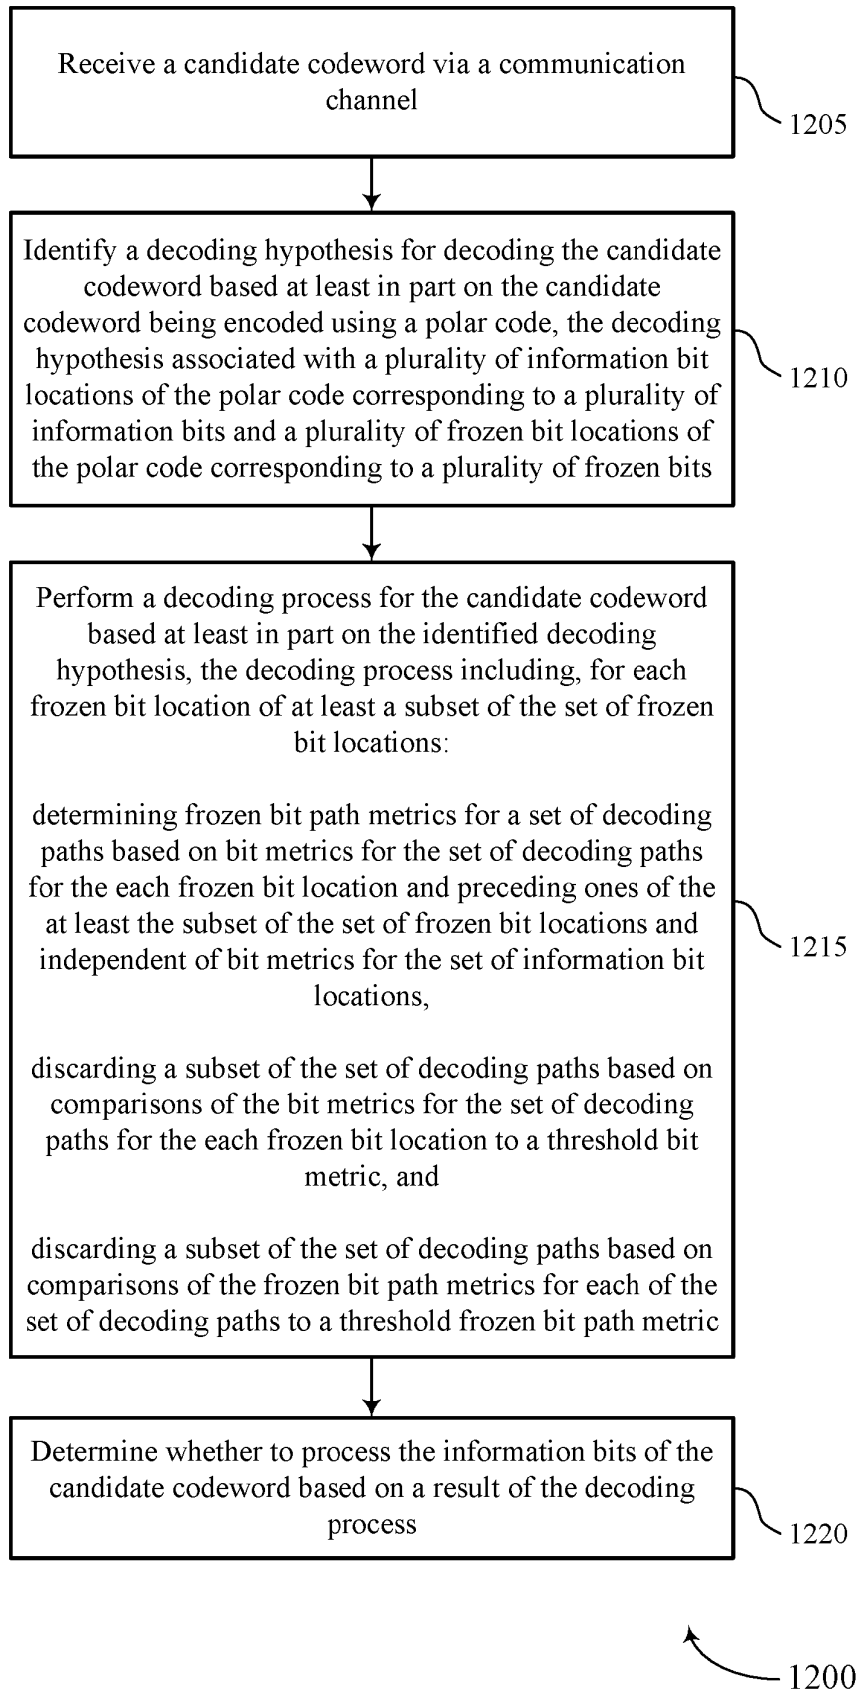 Receive a candidate codeword via a communication
channel
1205
Identify a decoding hypothesis for decoding the candidate
codeword based at least in part on the candidate
codeword being encoded using a polar code, the decoding
hypothesis associated with a plurality of information bit
locations of the polar code corresponding to a plurality of
information bits and a plurality of frozen bit locations of
the polar code corresponding to a plurality of frozen bits
1210
Perform a decoding process for the candidate codeword
based at least in part on the identified decoding
hypothesis, the decoding process including, for each
frozen bit location of at least a subset of the set of frozen
bit locations:
determining frozen bit path metrics for a set of decoding
paths based on bit metrics for the set of decoding paths
for the each frozen bit location and preceding ones of the
at least the subset of the set of frozen bit locations and
independent of bit metrics for the set of information bit
locations,
discarding a subset of the set of decoding paths based on
comparisons of the bit metrics for the set of decoding
paths for the each frozen bit location to a threshold bit
metric, and
discarding a subset of the set of decoding paths based on
comparisons of the frozen bit path metrics for each of the
set of decoding paths to a threshold frozen bit path metric
1215
Determine whether to process the information bits of the
candidate codeword based on a result of the decoding
process
1220
1200